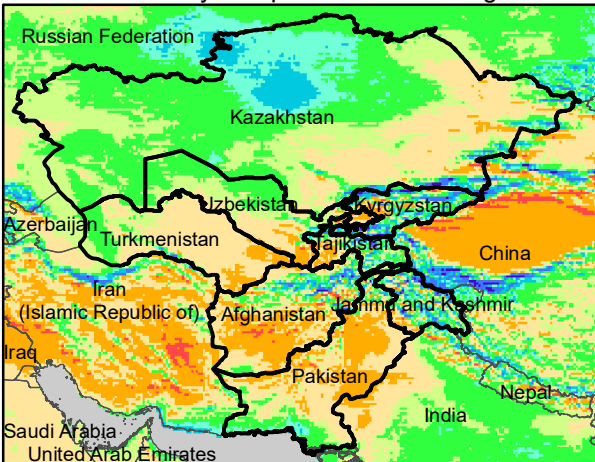 Russian Federation
Kazakhstan
Uzbekistan
Kyrgyzstan
Azerbaijan
Turkmenistan
Tajikistan
China
Iran
(Islamic Republic of)
Afghanistan
Jammu and Kashmir
Iraq
Pakistan
Nepal
India
Saudi Arabia
United Arab Emirates